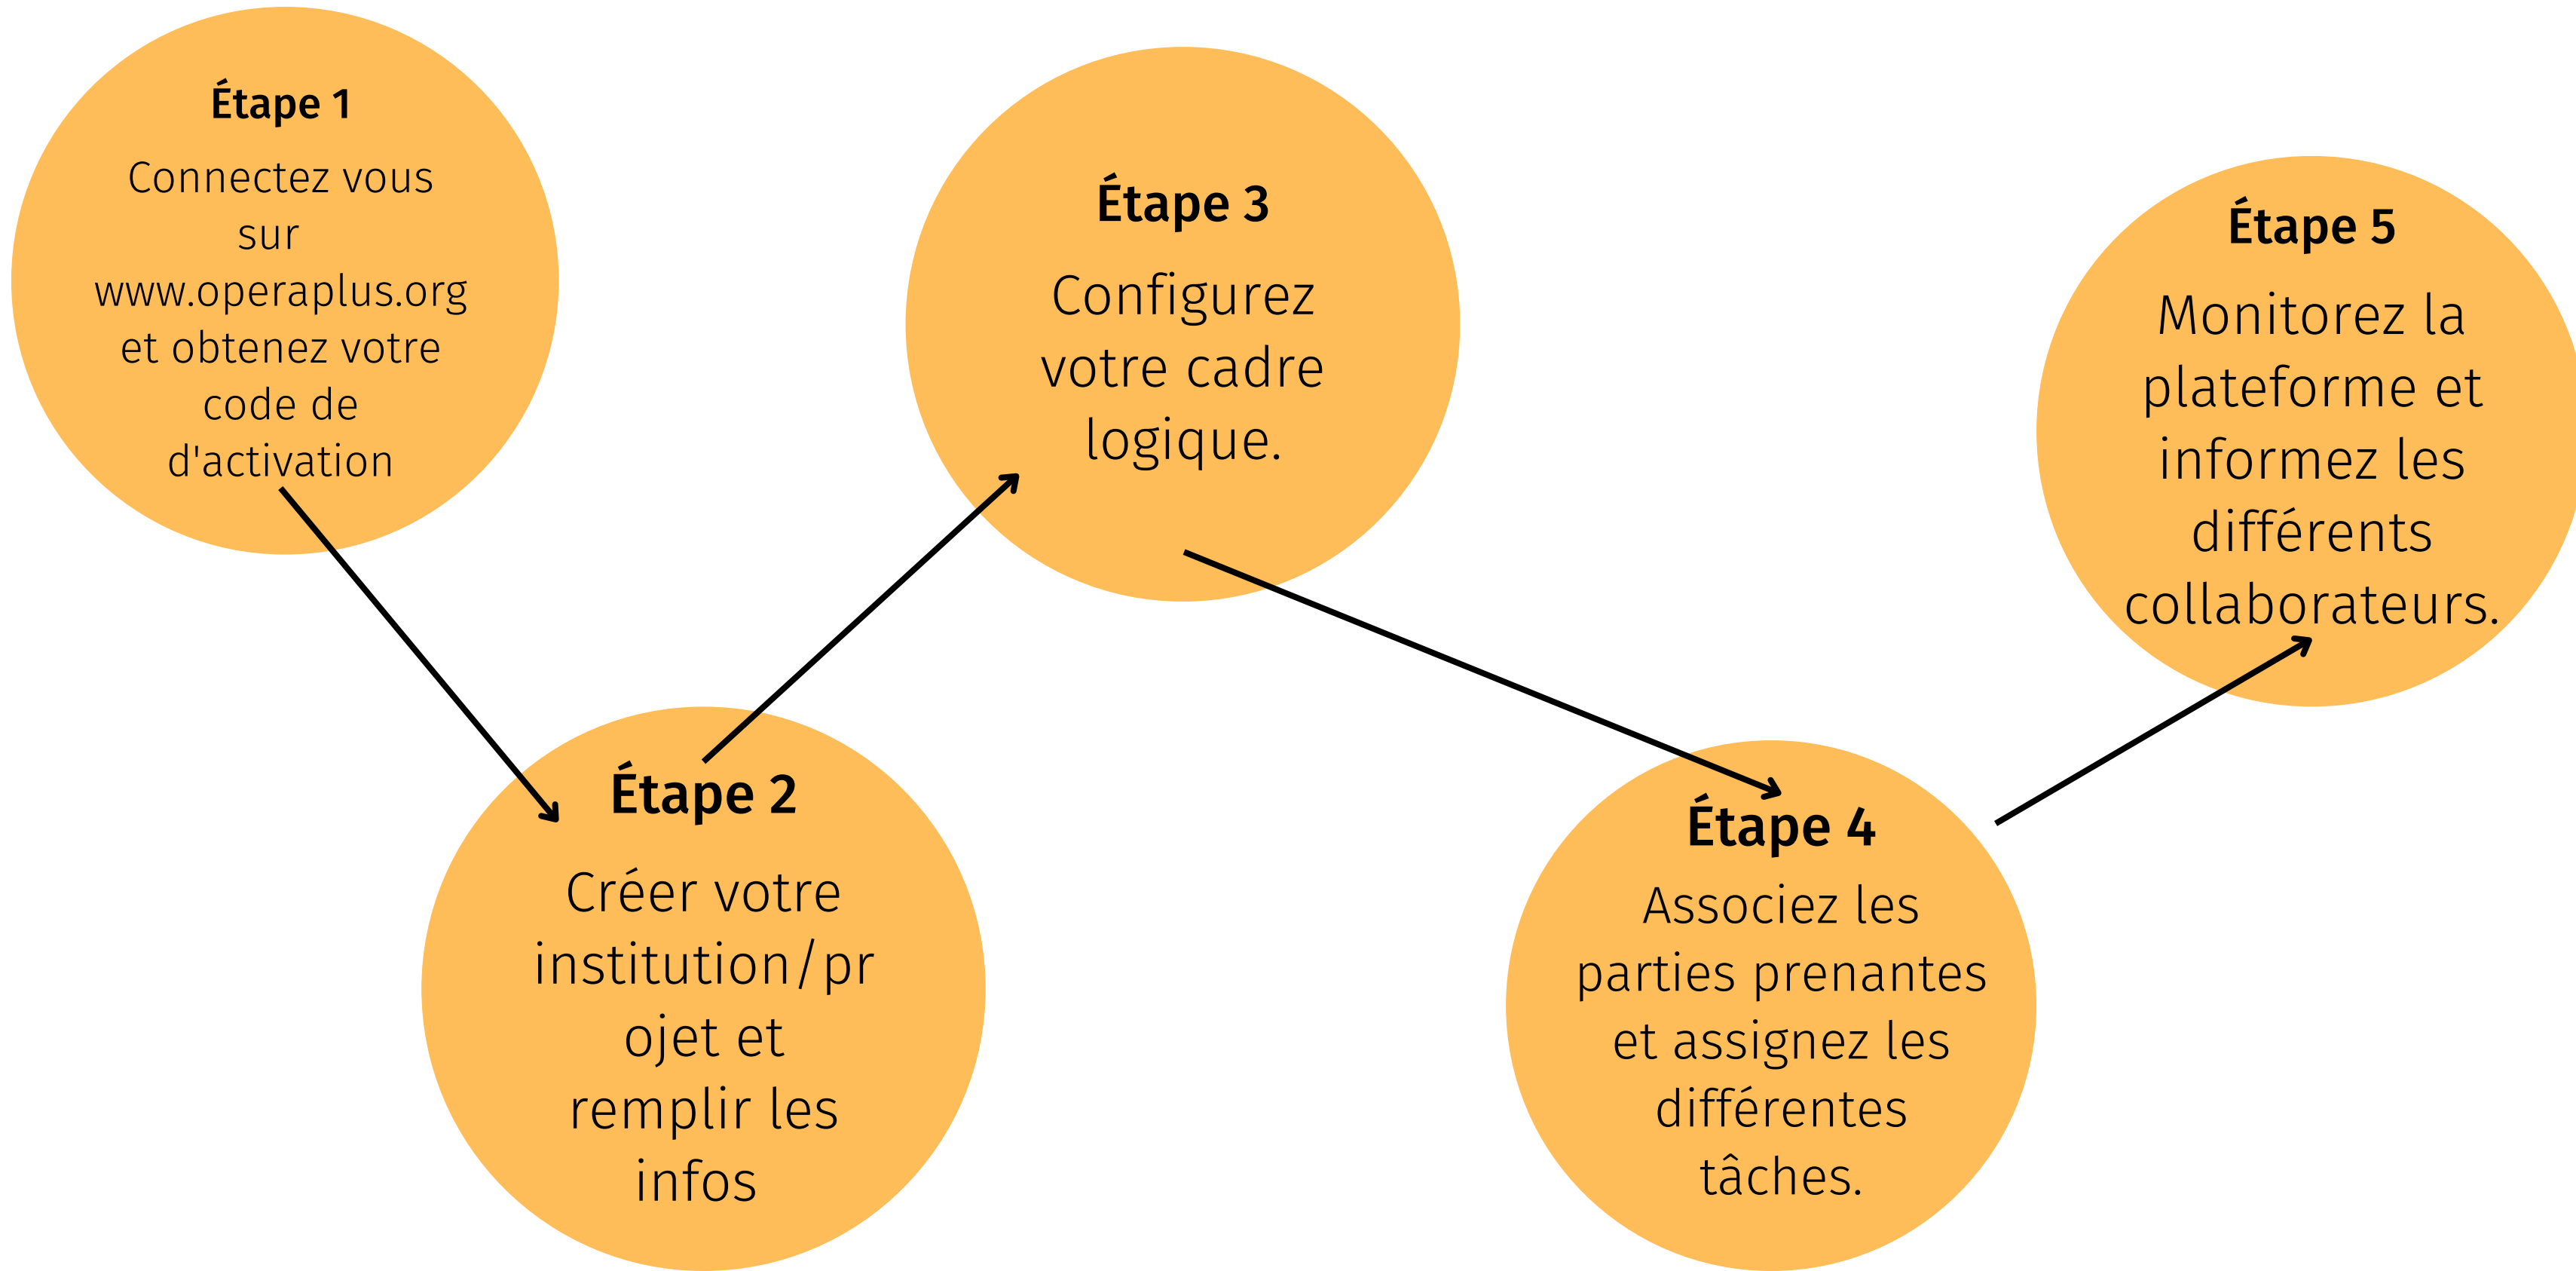 Étape 1
Connectez vous
sur
www.operaplus.org
et obtenez votre
code de
d'activation
Étape 2
Créer votre
institution/pr
ojet et
remplir les
infos
Étape 3
Configurez
votre cadre
logique.
Étape 4
Associez les
parties prenantes
et assignez les
différentes
tâches.
Étape 5
Monitorez la
plateforme et
informez les
différents
collaborateurs.